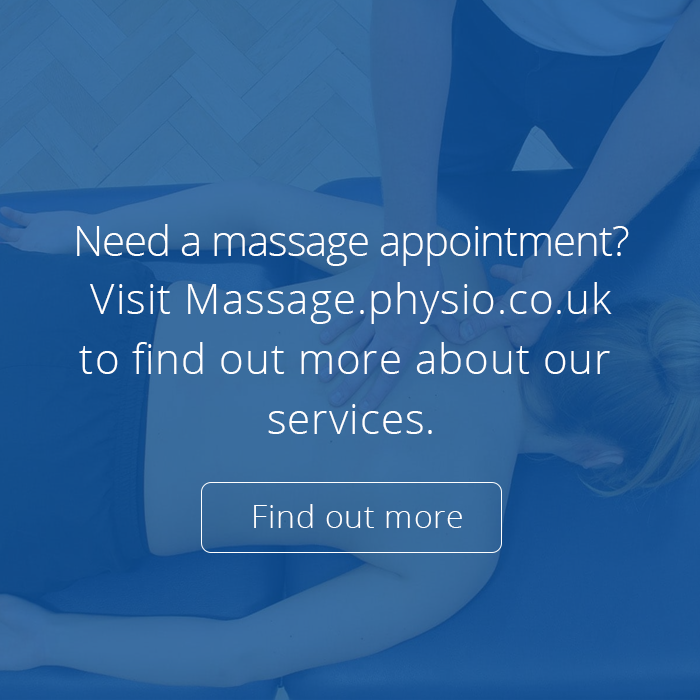 Need a massage appointment?
Visit Massage.physio.co.uk
to find out more about our
services.
Find out more